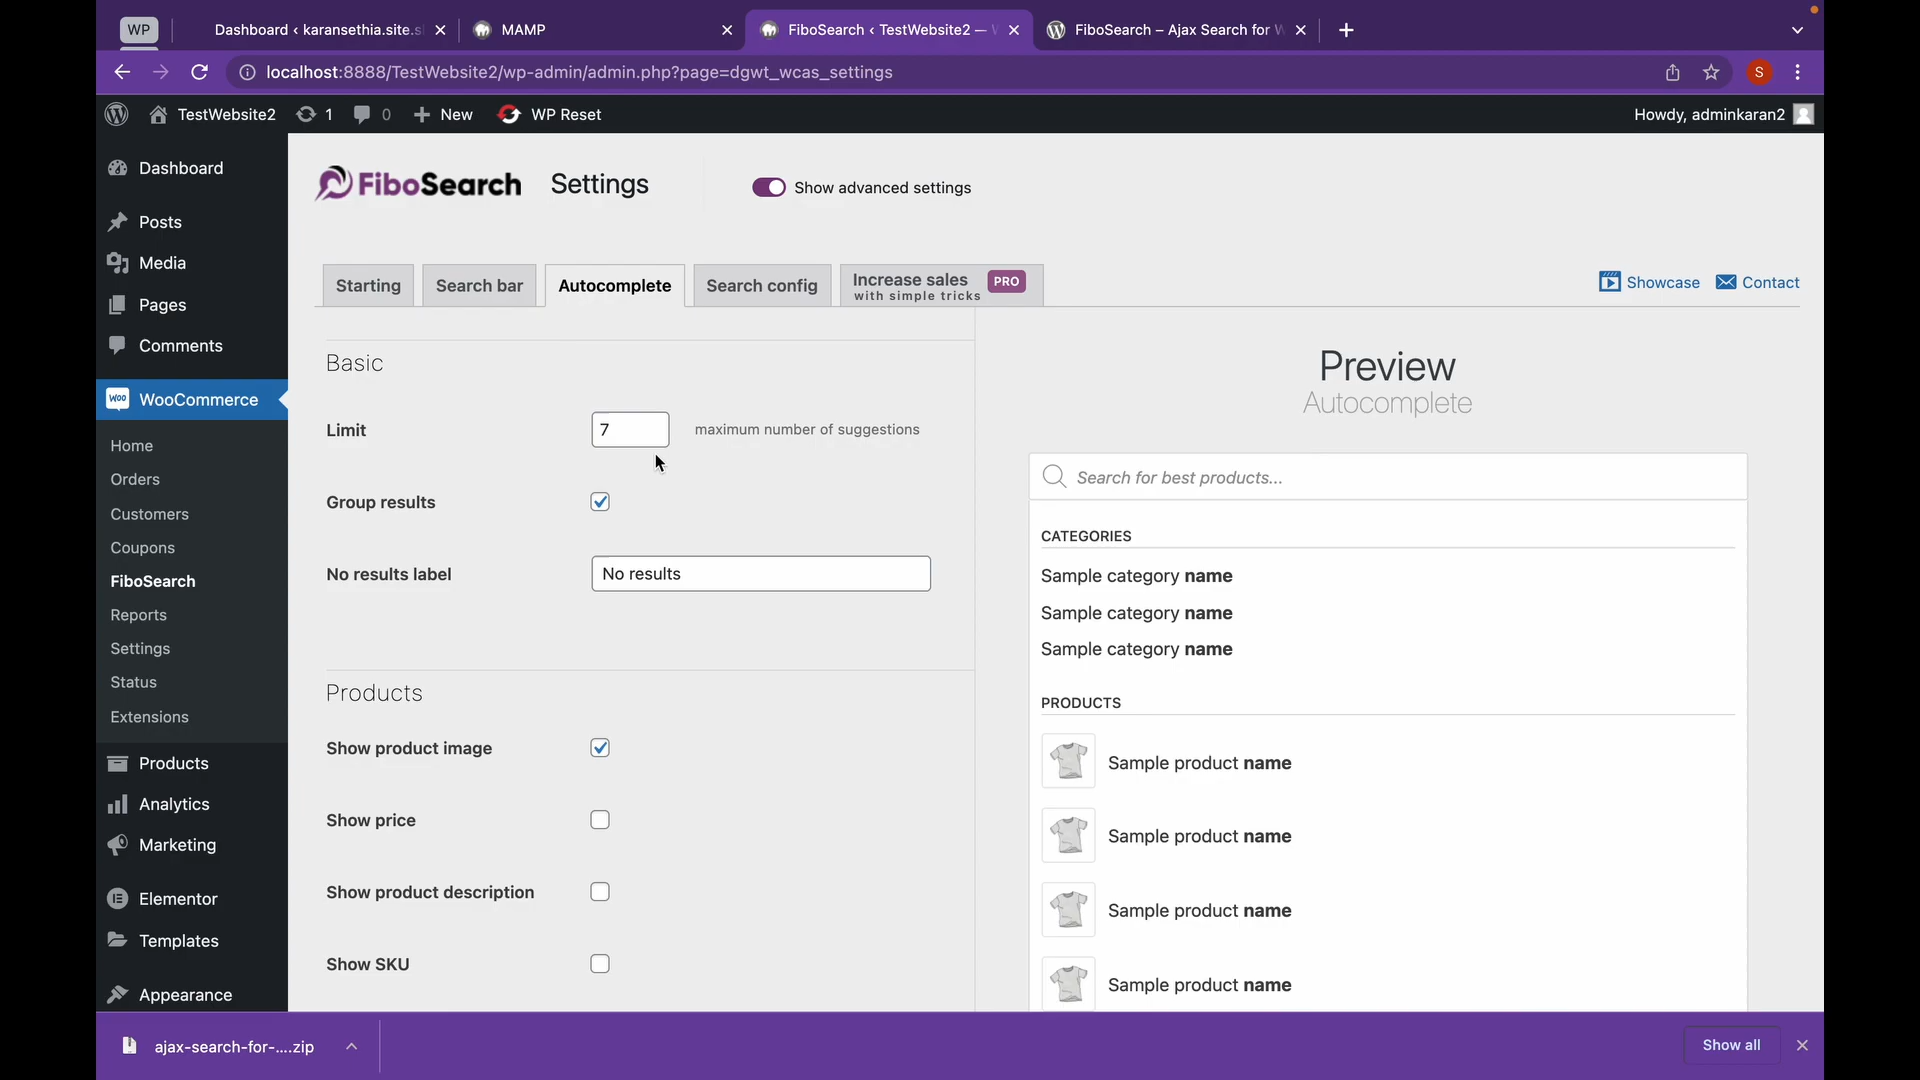 WP
Dashboard ‹ karansethia.site.s
MAMP
FiboSearch ‹ TestWebsite2 —
FiboSearch – Ajax Search for
localhost:8888/TestWebsite2/wp-admin/admin.php?page=dgwt_wcas_settings
S
TestWebsite2
1
0
New
WP Reset
Howdy, adminkaran2
Dashboard
Posts
Media
Pages
Comments
WOO
WooCommerce
Home
Orders
Customers
Coupons
FiboSearch
Reports
Settings
Status
Extensions
Products
Analytics
Marketing
Elementor
Templates
Appearance
FiboSearch
Settings
Show advanced settings
Starting
Search bar
Autocomplete
Search config
Increase sales
with simple tricks
PRO
Showcase
Contact
Basic
Limit
7
maximum number of suggestions
Group results
No results label
No results
Products
Show product image
Show price
Show product description
Show SKU
Preview
Autocomplete
Search for best products...
CATEGORIES
Sample category name
Sample category name
Sample category name
PRODUCTS
Sample product name
Sample product name
Sample product name
Sample product name
ajax-search-for-....zip
Show all